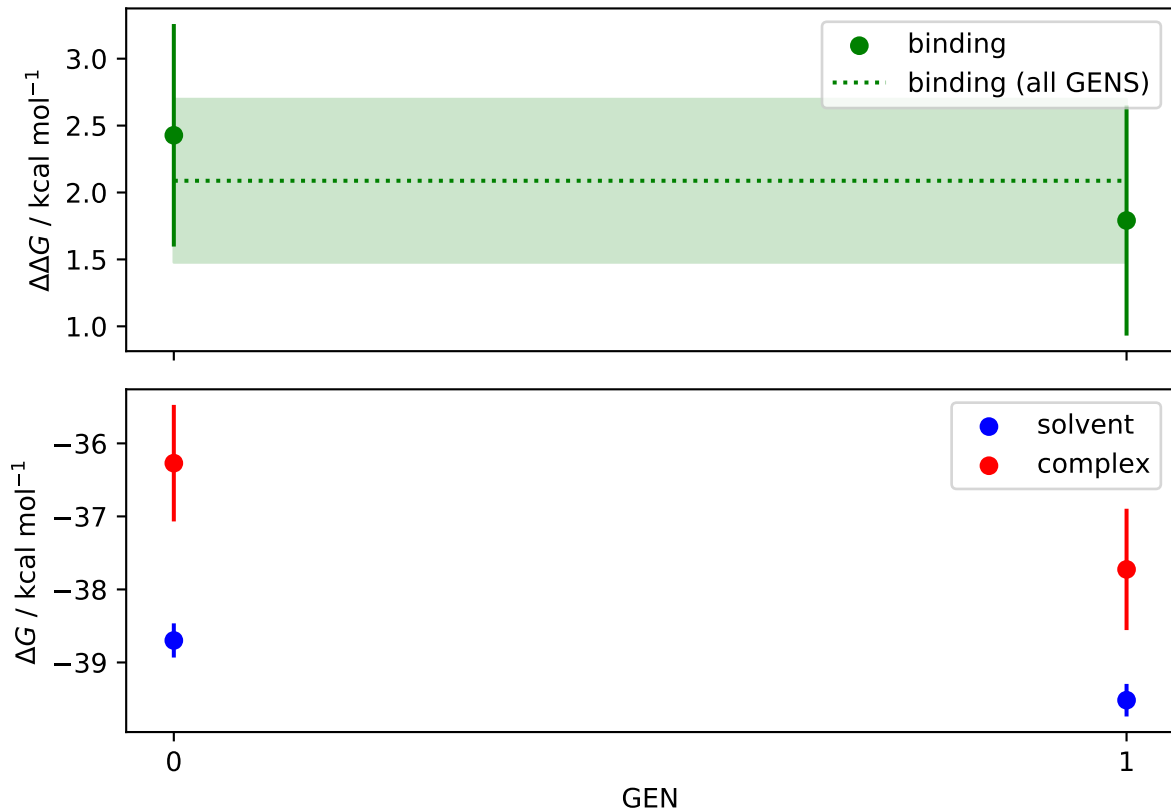 3.0
2.5
2.0
1.5
1.0
ΔΔG / kcal mol⁻¹
binding
binding (all GENS)
−36
−37
−38
−39
ΔG / kcal mol⁻¹
solvent
complex
0
1
GEN